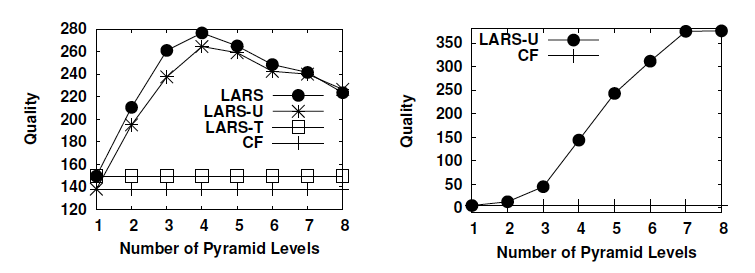 280
260
240
220
200
180
160
140
120
Quality
LARS
LARS-U
LARS-T
CF
1 2 3 4 5 6 7 8
Number of Pyramid Levels
350
300
250
200
150
100
50
0
Quality
LARS-U
CF
1 2 3 4 5 6 7 8
Number of Pyramid Levels